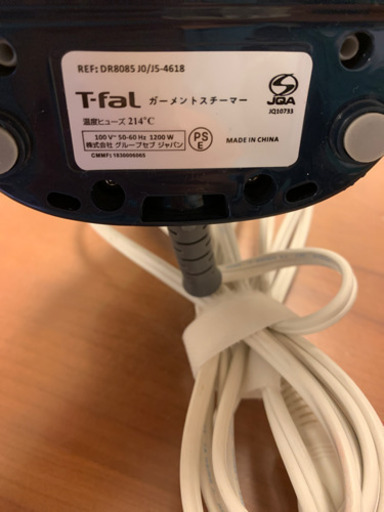 REF: DR8085 J0/J5-4618
T-faL ガーメントスチーマー
JQA
JQ10733
温度ヒューズ 214°C
100 V~ 50-60 Hz 1200 W
株式会社 グループセブ ジャパン
PS
E
MADE IN CHINA
CMMF: 1830006065